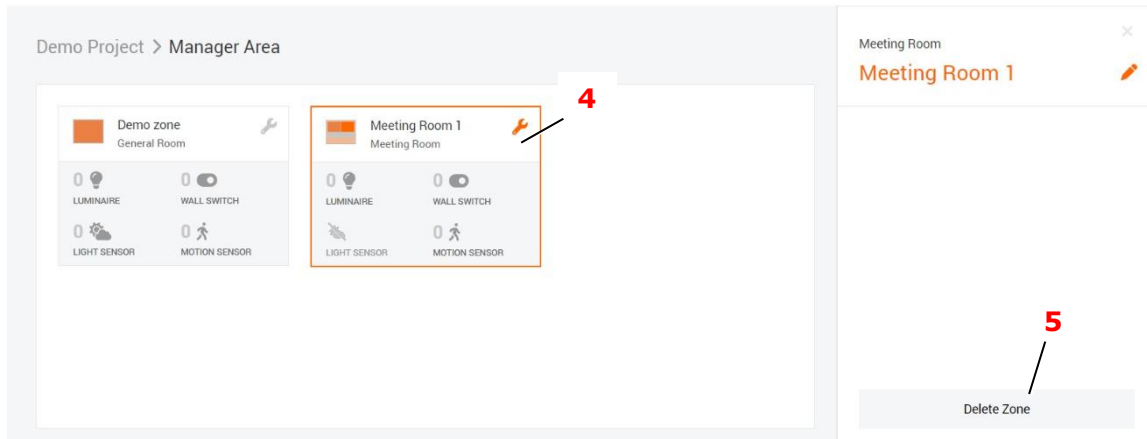 Demo Project > Manager Area
4
Demo zone
General Room
0
0
LUMINAIRE
WALL SWITCH
0
0
LIGHT SENSOR
MOTION SENSOR
Meeting Room 1
Meeting Room
0
0
LUMINAIRE
WALL SWITCH
0
LIGHT SENSOR
MOTION SENSOR
Meeting Room
Meeting Room 1
5
Delete Zone